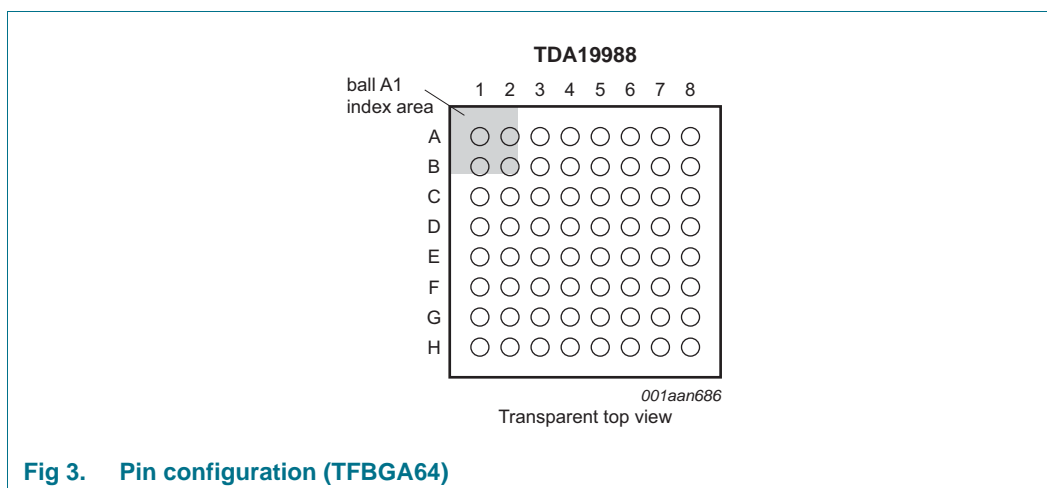 TDA19988
ball A1
index area
1 2 3 4 5 6 7 8
A
B
C
D
E
F
G
H
001aan686
Transparent top view
Fig 3. Pin configuration (TFBGA64)